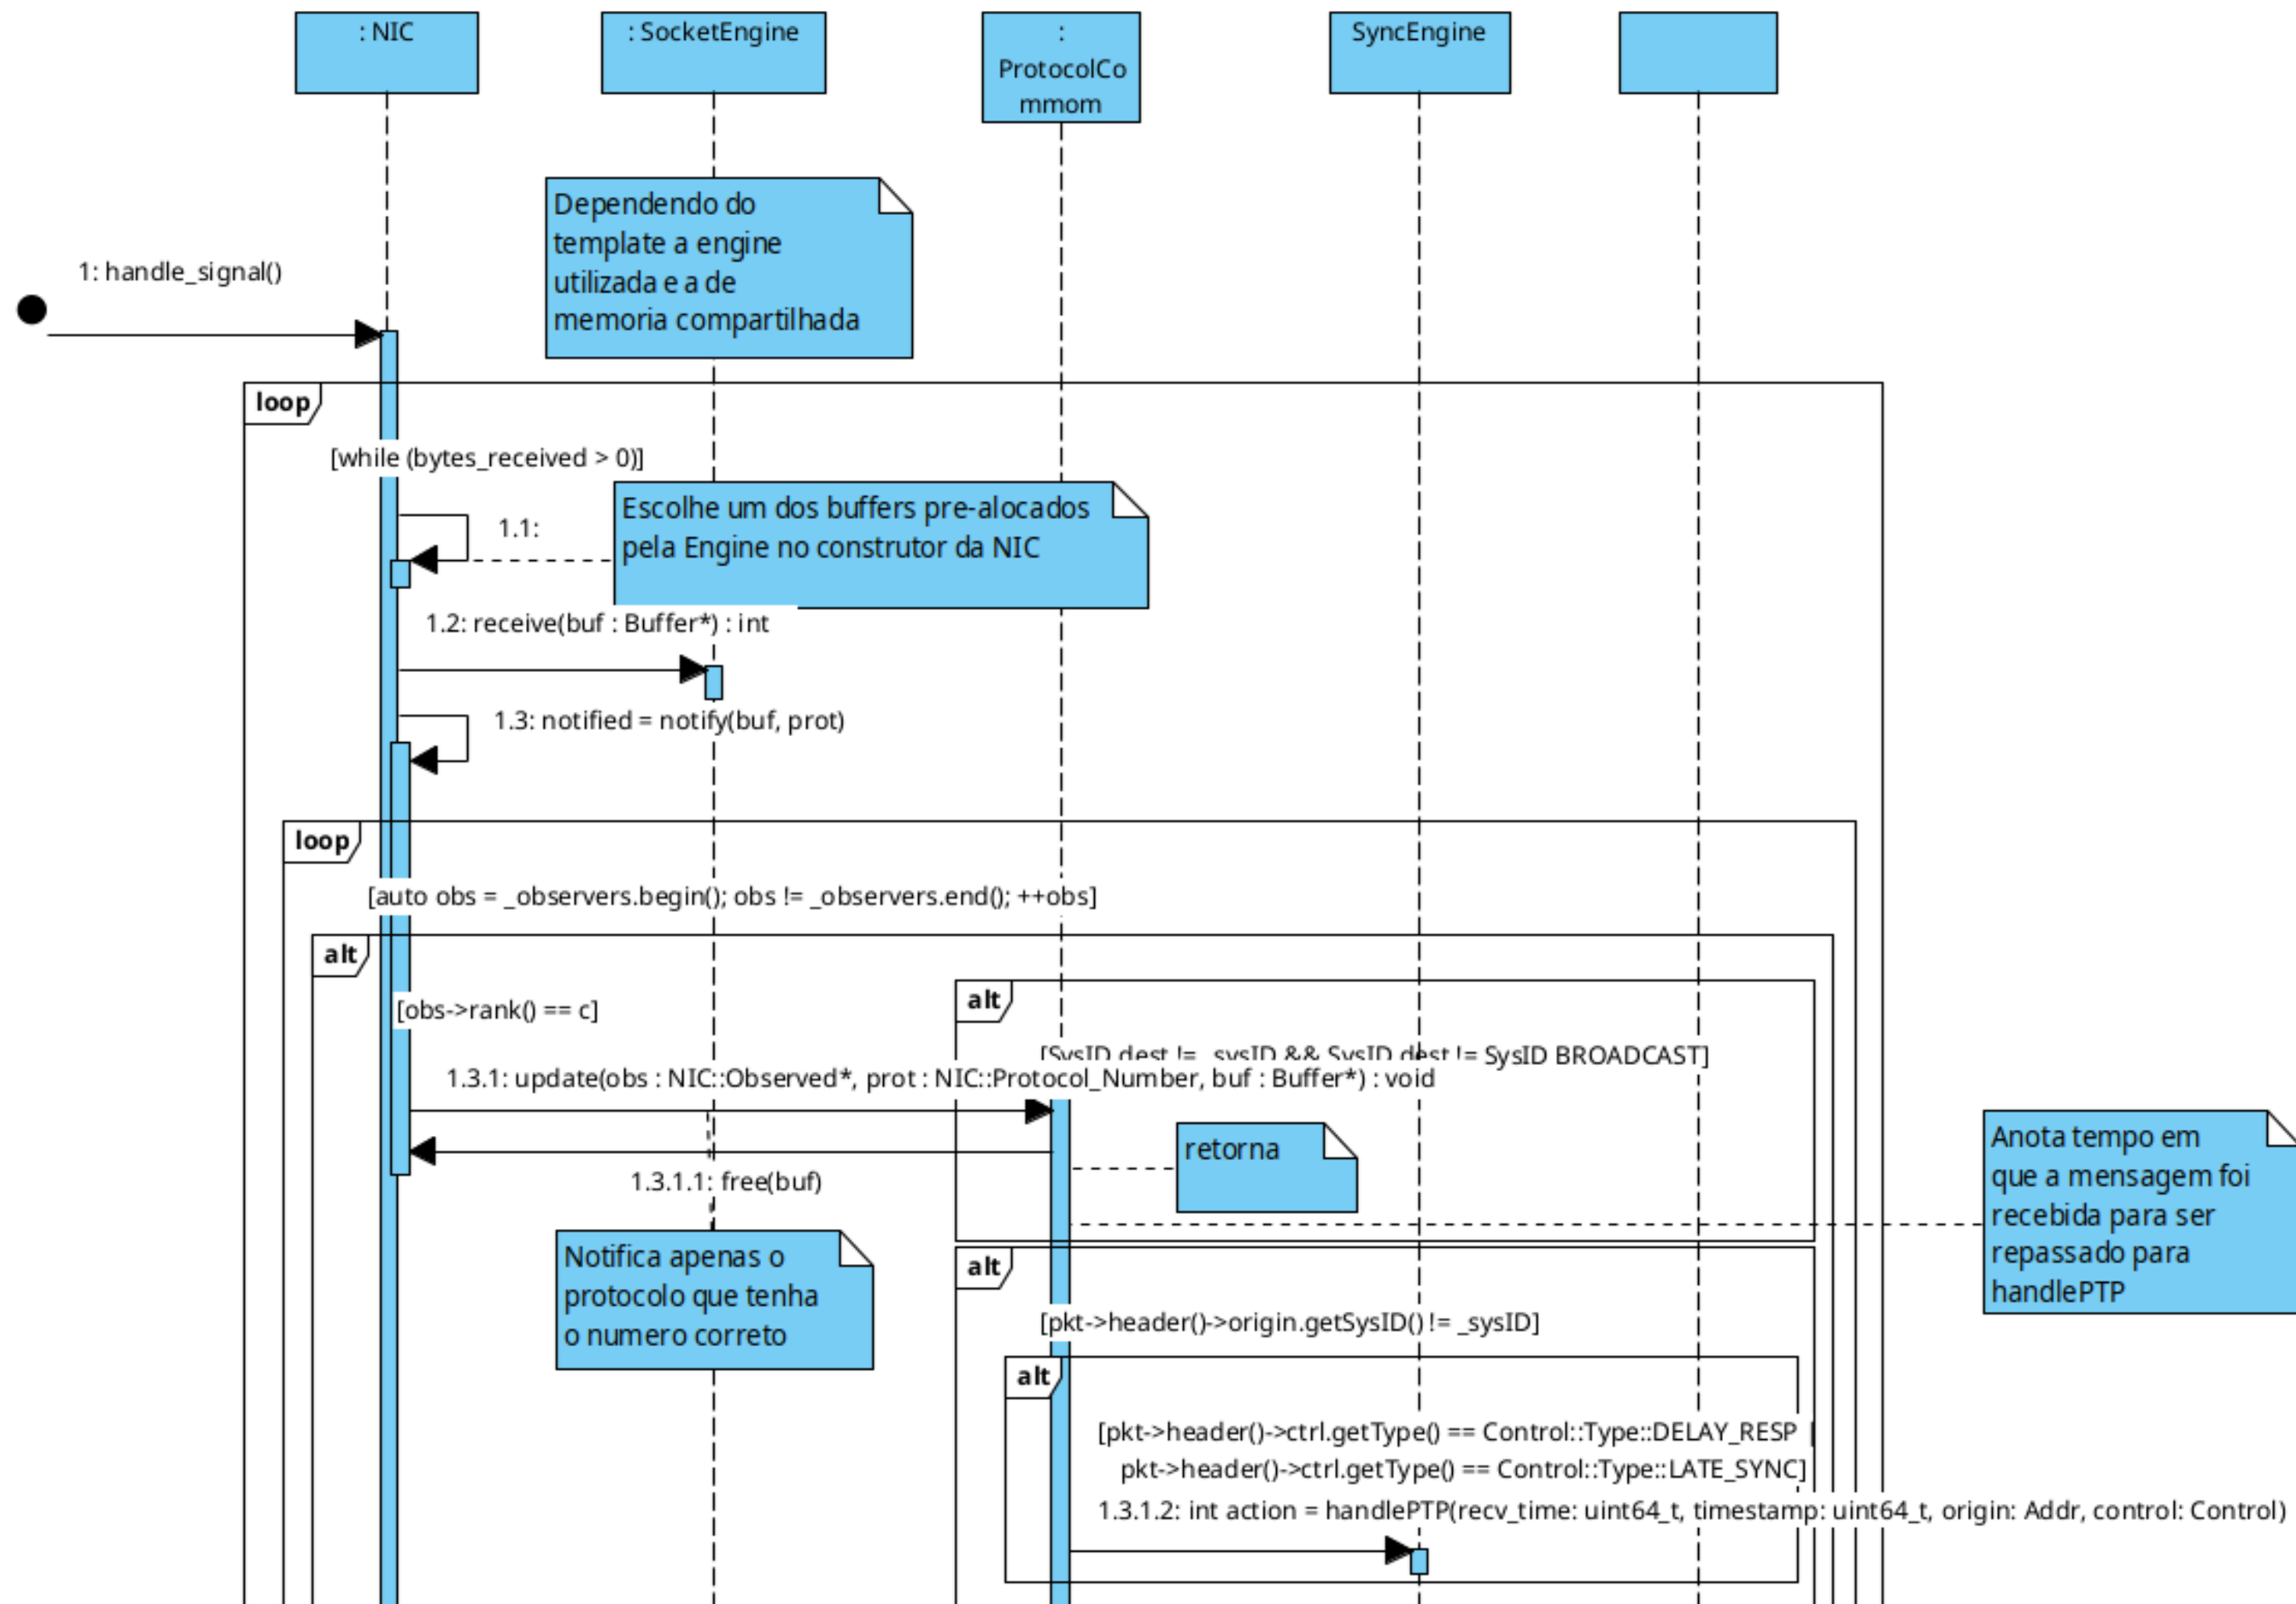 : NIC
: SocketEngine
:
ProtocolCo
mmom
SyncEngine
Dependendo do
template a engine
utilizada e a de
memoria compartilhada
1: handle_signal()
loop
[while (bytes_received > 0)]
1.1:
Escolhe um dos buffers pre-alocados
pela Engine no construtor da NIC
1.2: receive(buf : Buffer*) : int
1.3: notified = notify(buf, prot)
loop
[auto obs = _observers.begin(); obs != _observers.end(); ++obs]
alt
[obs->rank() == c]
alt
[SysID dest != _sysID && SysID dest != SysID BROADCAST]
1.3.1: update(obs : NIC::Observed*, prot : NIC::Protocol_Number, buf : Buffer*) : void
retorna
1.3.1.1: free(buf)
Anota tempo em
que a mensagem foi
recebida para ser
repassado para
handlePTP
Notifica apenas o
protocolo que tenha
o numero correto
alt
[pkt->header()->origin.getSysID() != _sysID]
alt
[pkt->header()->ctrl.getType() == Control::Type::DELAY_RESP |
pkt->header()->ctrl.getType() == Control::Type::LATE_SYNC]
1.3.1.2: int action = handlePTP(recv_time: uint64_t, timestamp: uint64_t, origin: Addr, control: Control)